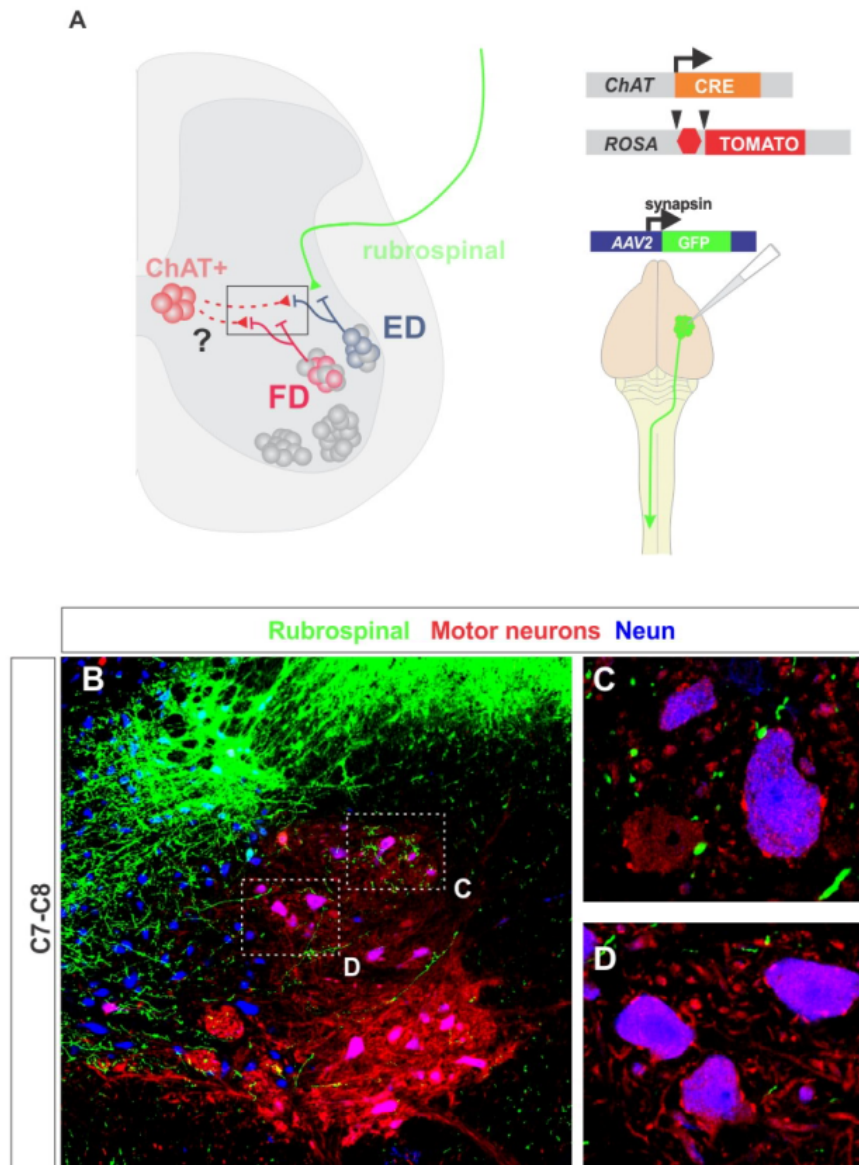 A
ChAT CRE
ROSA TOMATO
synapsin
AAV2 GFP
rubrospinal
ChAT+
?
ED
FD
Rubrospinal Motor neurons Neun
C7-C8
B
C
D
C
D